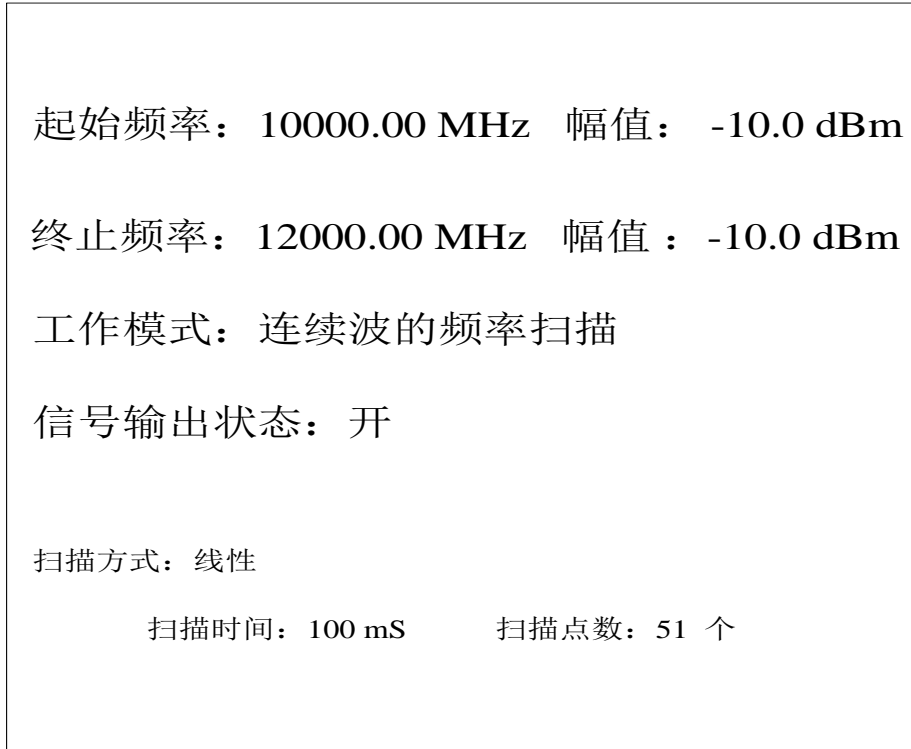 起始频率：10000.00 MHz 幅值： -10.0 dBm
终止频率：12000.00 MHz 幅值 ：-10.0 dBm
工作模式：连续波的频率扫描
信号输出状态：开
扫描方式：线性
扫描时间：100 mS 扫描点数：51 个